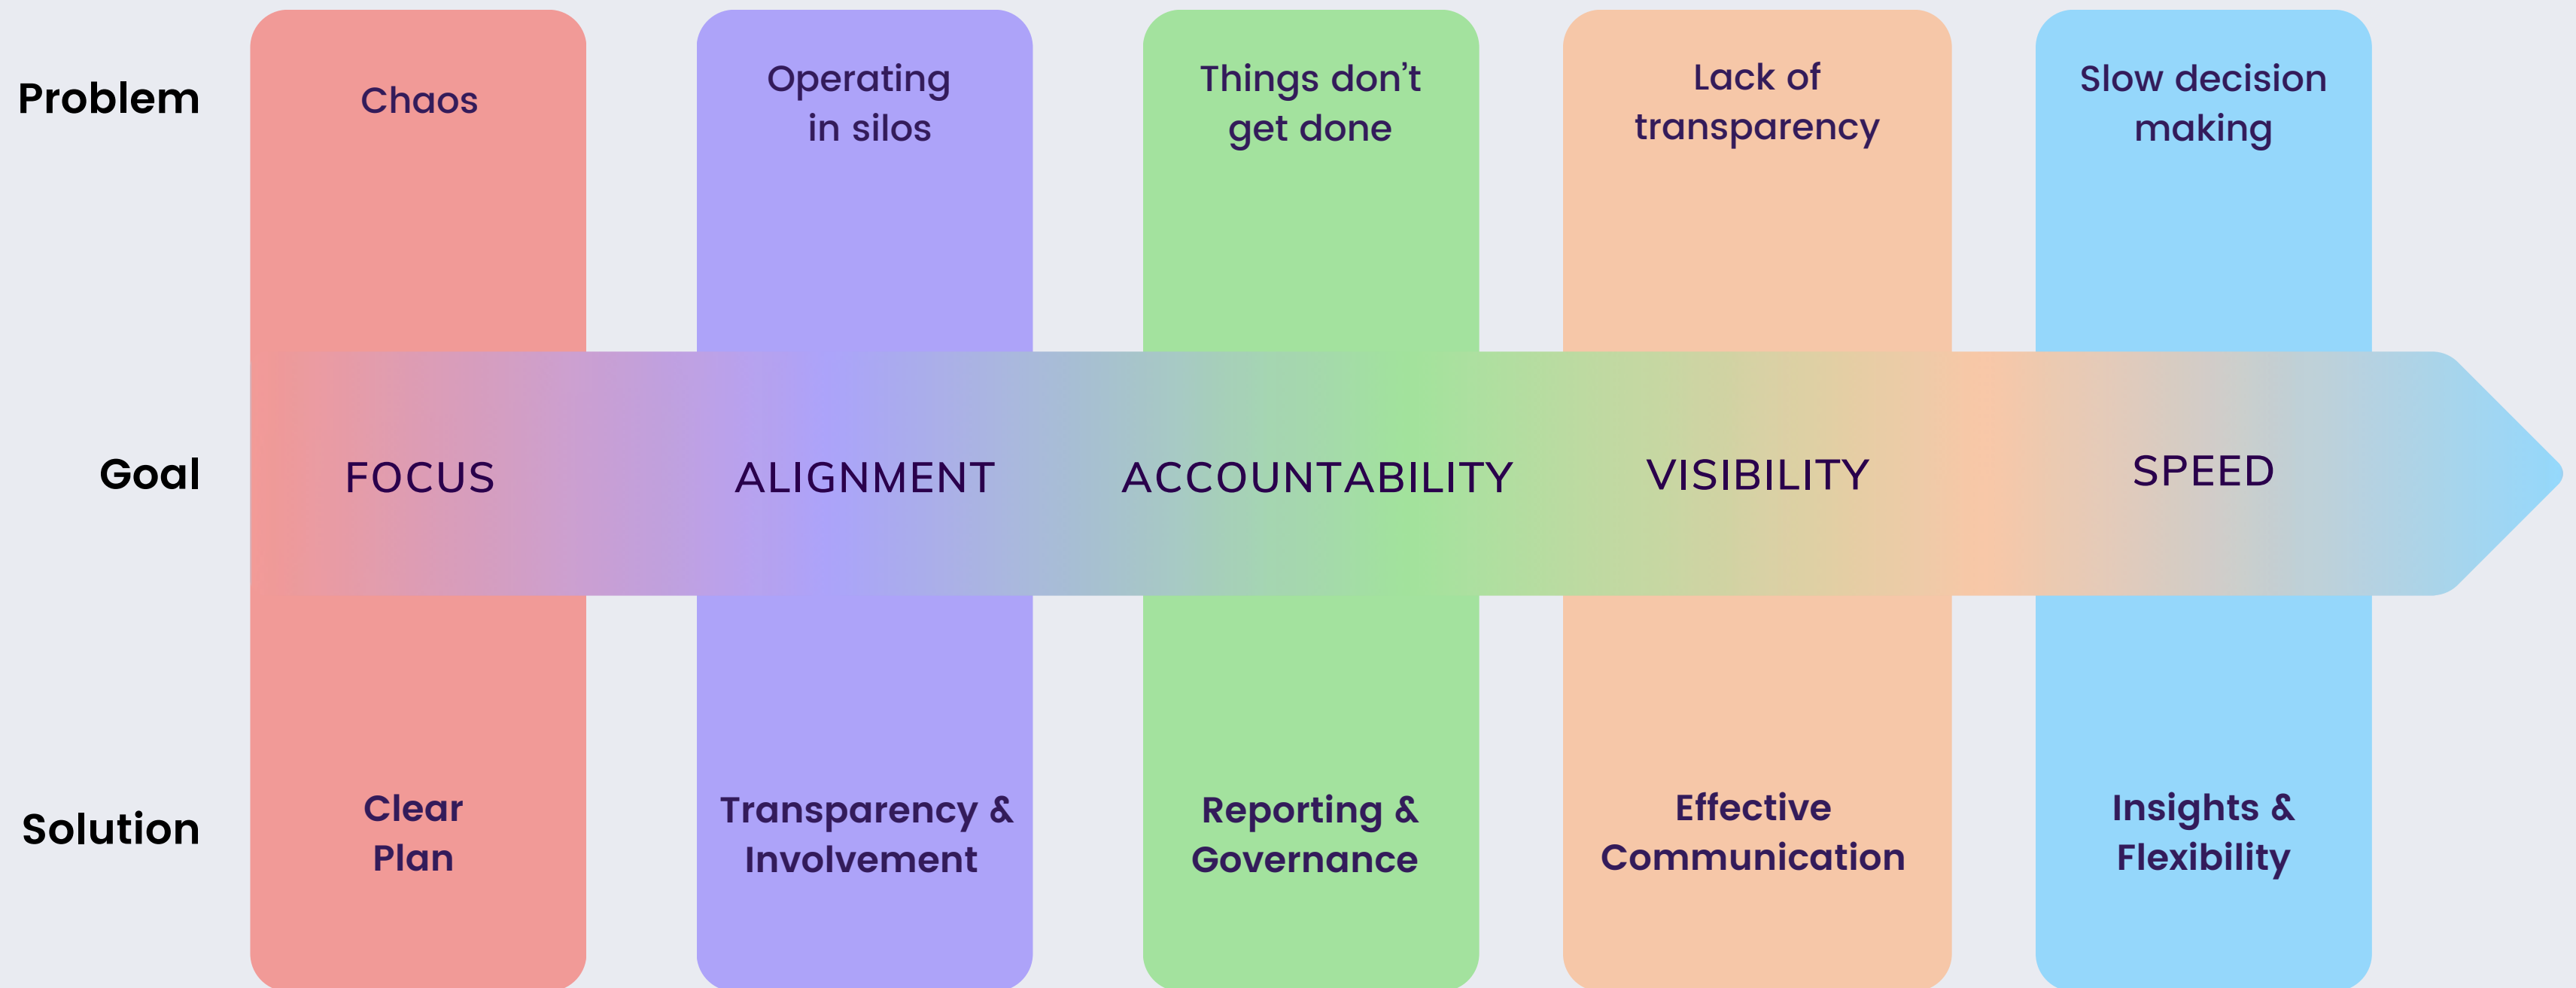 Problem
Chaos
Operating
in silos
Things don’t
get done
Lack of
transparency
Slow decision
making
Goal
FOCUS
ALIGNMENT
ACCOUNTABILITY
VISIBILITY
SPEED
Solution
Clear
Plan
Transparency &
Involvement
Reporting &
Governance
Effective
Communication
Insights &
Flexibility